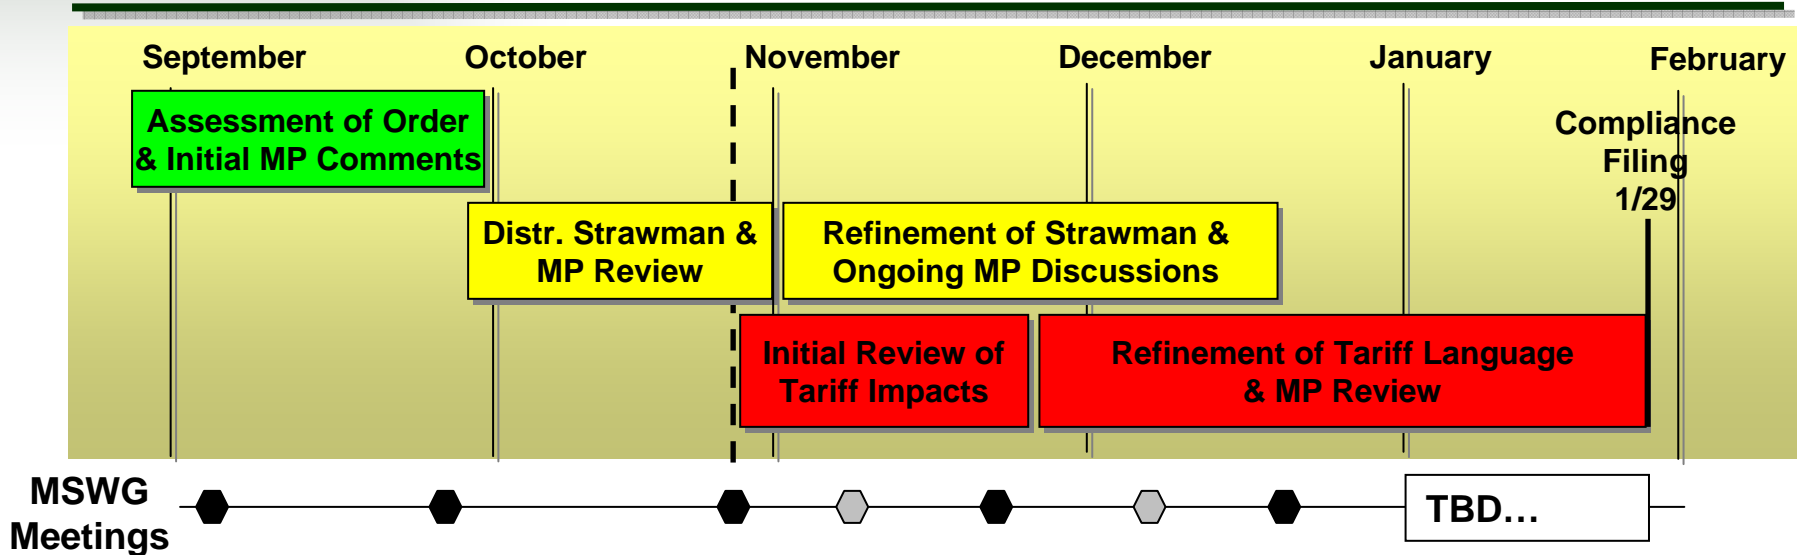 September October November December January February
Assessment of Order
& Initial MP Comments
Compliance
Filing
1/29
Distr. Strawman &
MP Review
Refinement of Strawman &
Ongoing MP Discussions
Initial Review of
Tariff Impacts
Refinement of Tariff Language
& MP Review
MSWG
Meetings
TBD...